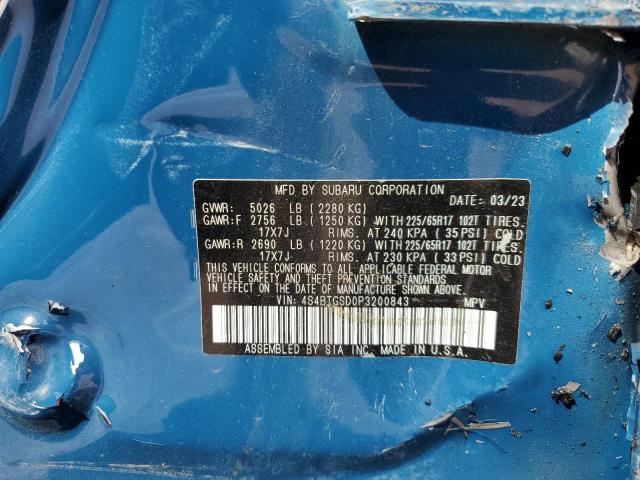 MFD BY SUBARU CORPORATION DATE: 03/23
GVWR: 5026 LB (2280 KG)
GAWR:F 2756 LB (1250 KG) WITH 225/65R17 102T TIRES.
17X7J RIMS. AT 240 KPA (35 PSI) COLD
GAWR:R 2690 LB (1220 KG) WITH 225/65R17 102T TIRES.
17X7J RIMS. AT 230 KPA (33 PSI) COLD
THIS VEHICLE CONFORMS TO ALL APPLICABLE FEDERAL MOTOR
VEHICLE SAFETY, BUMPER, AND THEFT PREVENTION STANDARDS
IN EFFECT ON THE DATE OF MANUFACTURE SHOWN ABOVE.
VIN: 4S4BTGSD0P3200843 MPV
ASSEMBLED BY SIA INC. MADE IN U.S.A.